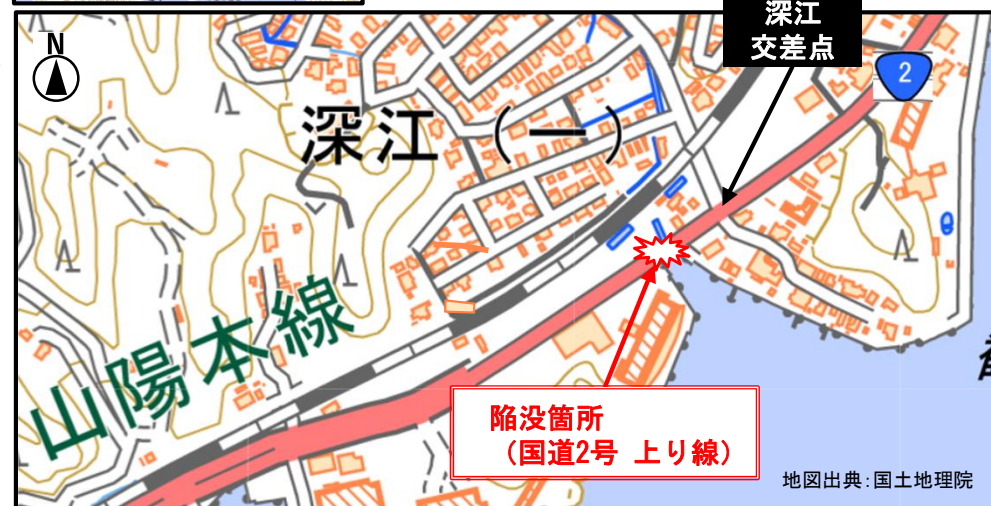 深江
交差点
N
2
深江（一）
山陽本線
陥没箇所
（国道2号 上り線）
地図出典：国土地理院